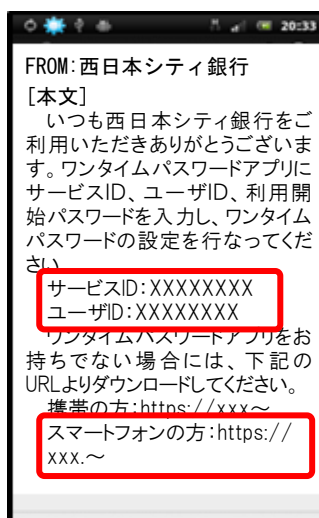 20:33
FROM:西日本シティ銀行
[本文]
いつも西日本シティ銀行をご
利用いただきありがとうございま
す。ワンタイムパスワードアプリに
サービスID、ユーザID、利用開
始パスワードを入力し、ワンタイム
パスワードの設定を行なってくだ
さい
サービスID:XXXXXXXX
ユーザID:XXXXXXXX
ワンタイムパスワードアプリをお
持ちでない場合には、下記の
URLよりダウンロードしてください。
携帯の方:https://xxx~
スマートフォンの方:https://
xxx.~